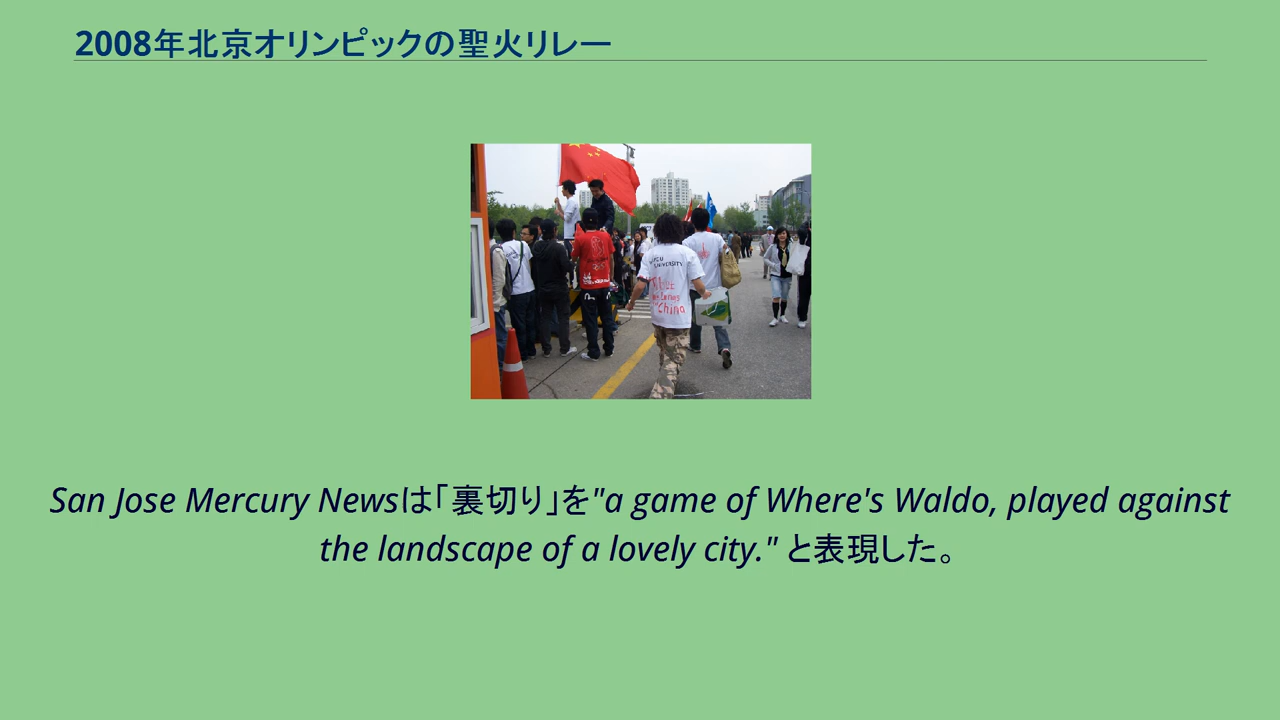 2008年北京オリンピックの聖火リレー
UNIVERSITY
China
San Jose Mercury Newsは「裏切り」を"a game of Where's Waldo, played against
the landscape of a lovely city." と表現した。